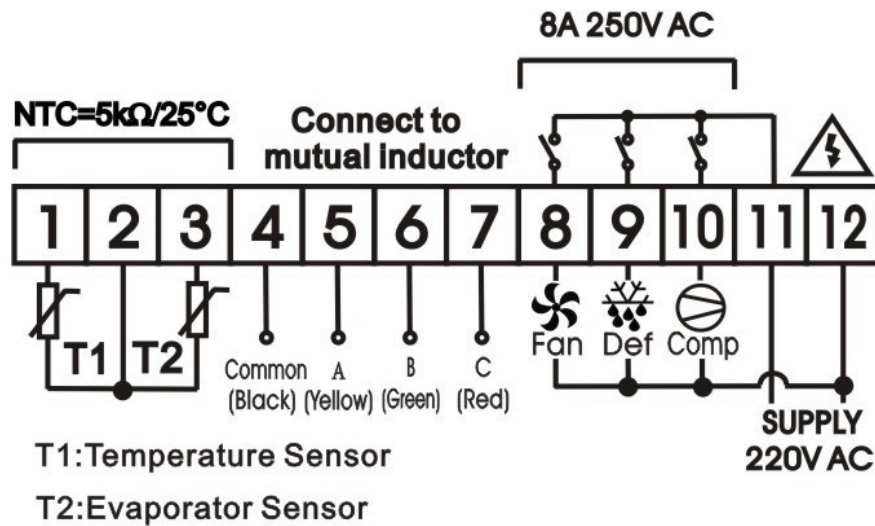 8A 250V AC
NTC=5kΩ/25°C
Connect to
mutual inductor
1 2 3 4 5 6 7 8 9 10 11 12
T1 T2
Fan Def Comp
Common A B C
(Black) (Yellow) (Green) (Red)
SUPPLY
220V AC
T1:Temperature Sensor
T2:Evaporator Sensor